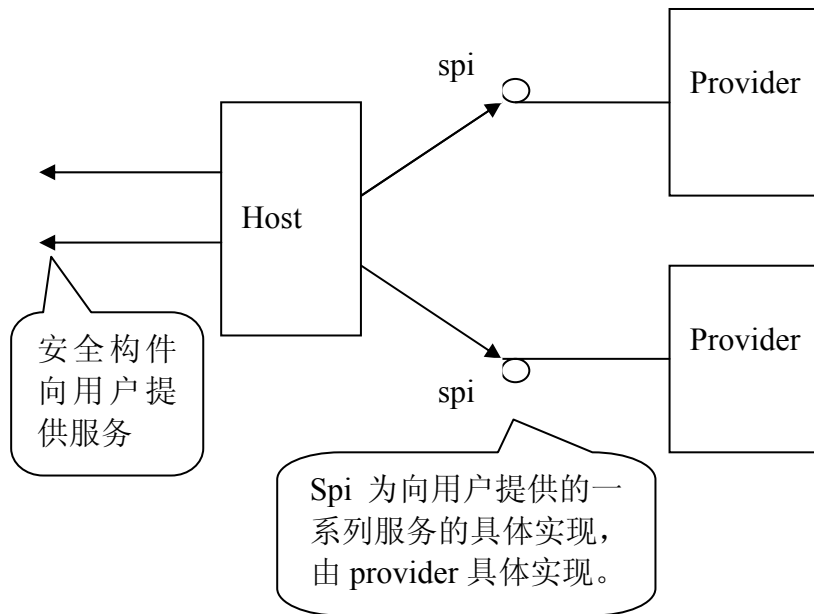 spi
Provider
Host
安全构件
向用户提
供服务
Provider
spi
Spi 为向用户提供的一
系列服务的具体实现，
由 provider 具体实现。